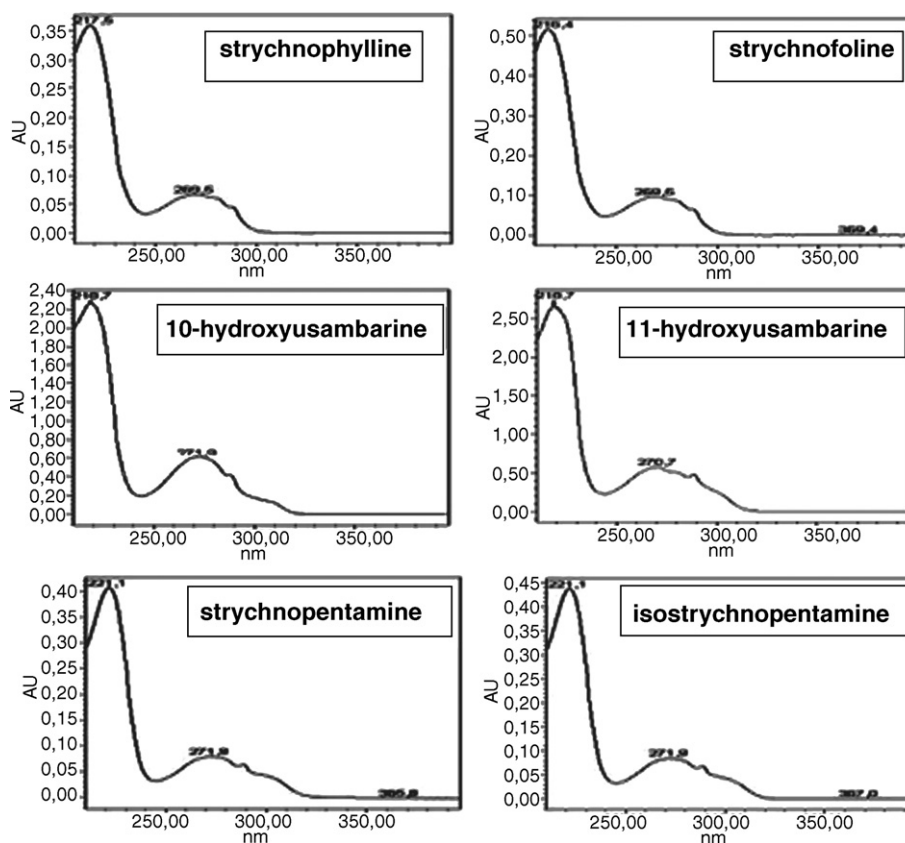 217,5
strychnophylline
0,35
0,30
0,25
AU
0,20
0,15
0,10
269,5
0,05
0,00
250,00 300,00 350,00
nm
strychnofoline
0,50
0,40
AU
0,30
0,20
0,10
0,00
369,4
250,00 300,00 350,00
nm
2,40
218,7
10-hydroxyusambarine
2,20
2,00
1,80
1,60
1,40
AU
1,20
1,00
0,80
0,60
0,40
0,20
0,00
250,00 300,00 350,00
nm
218,7
11-hydroxyusambarine
2,50
2,00
AU
1,50
1,00
270,7
0,50
0,00
250,00 300,00 350,00
nm
221,1
strychnopentamine
0,40
0,35
0,30
0,25
AU
0,20
0,15
0,10
271,9
0,05
0,00
250,00 300,00 350,00
nm
0,45
221,1
isostrychnopentamine
0,40
0,35
0,30
0,25
AU
0,20
0,15
0,10
271,9
0,05
0,00
367,0
250,00 300,00 350,00
nm